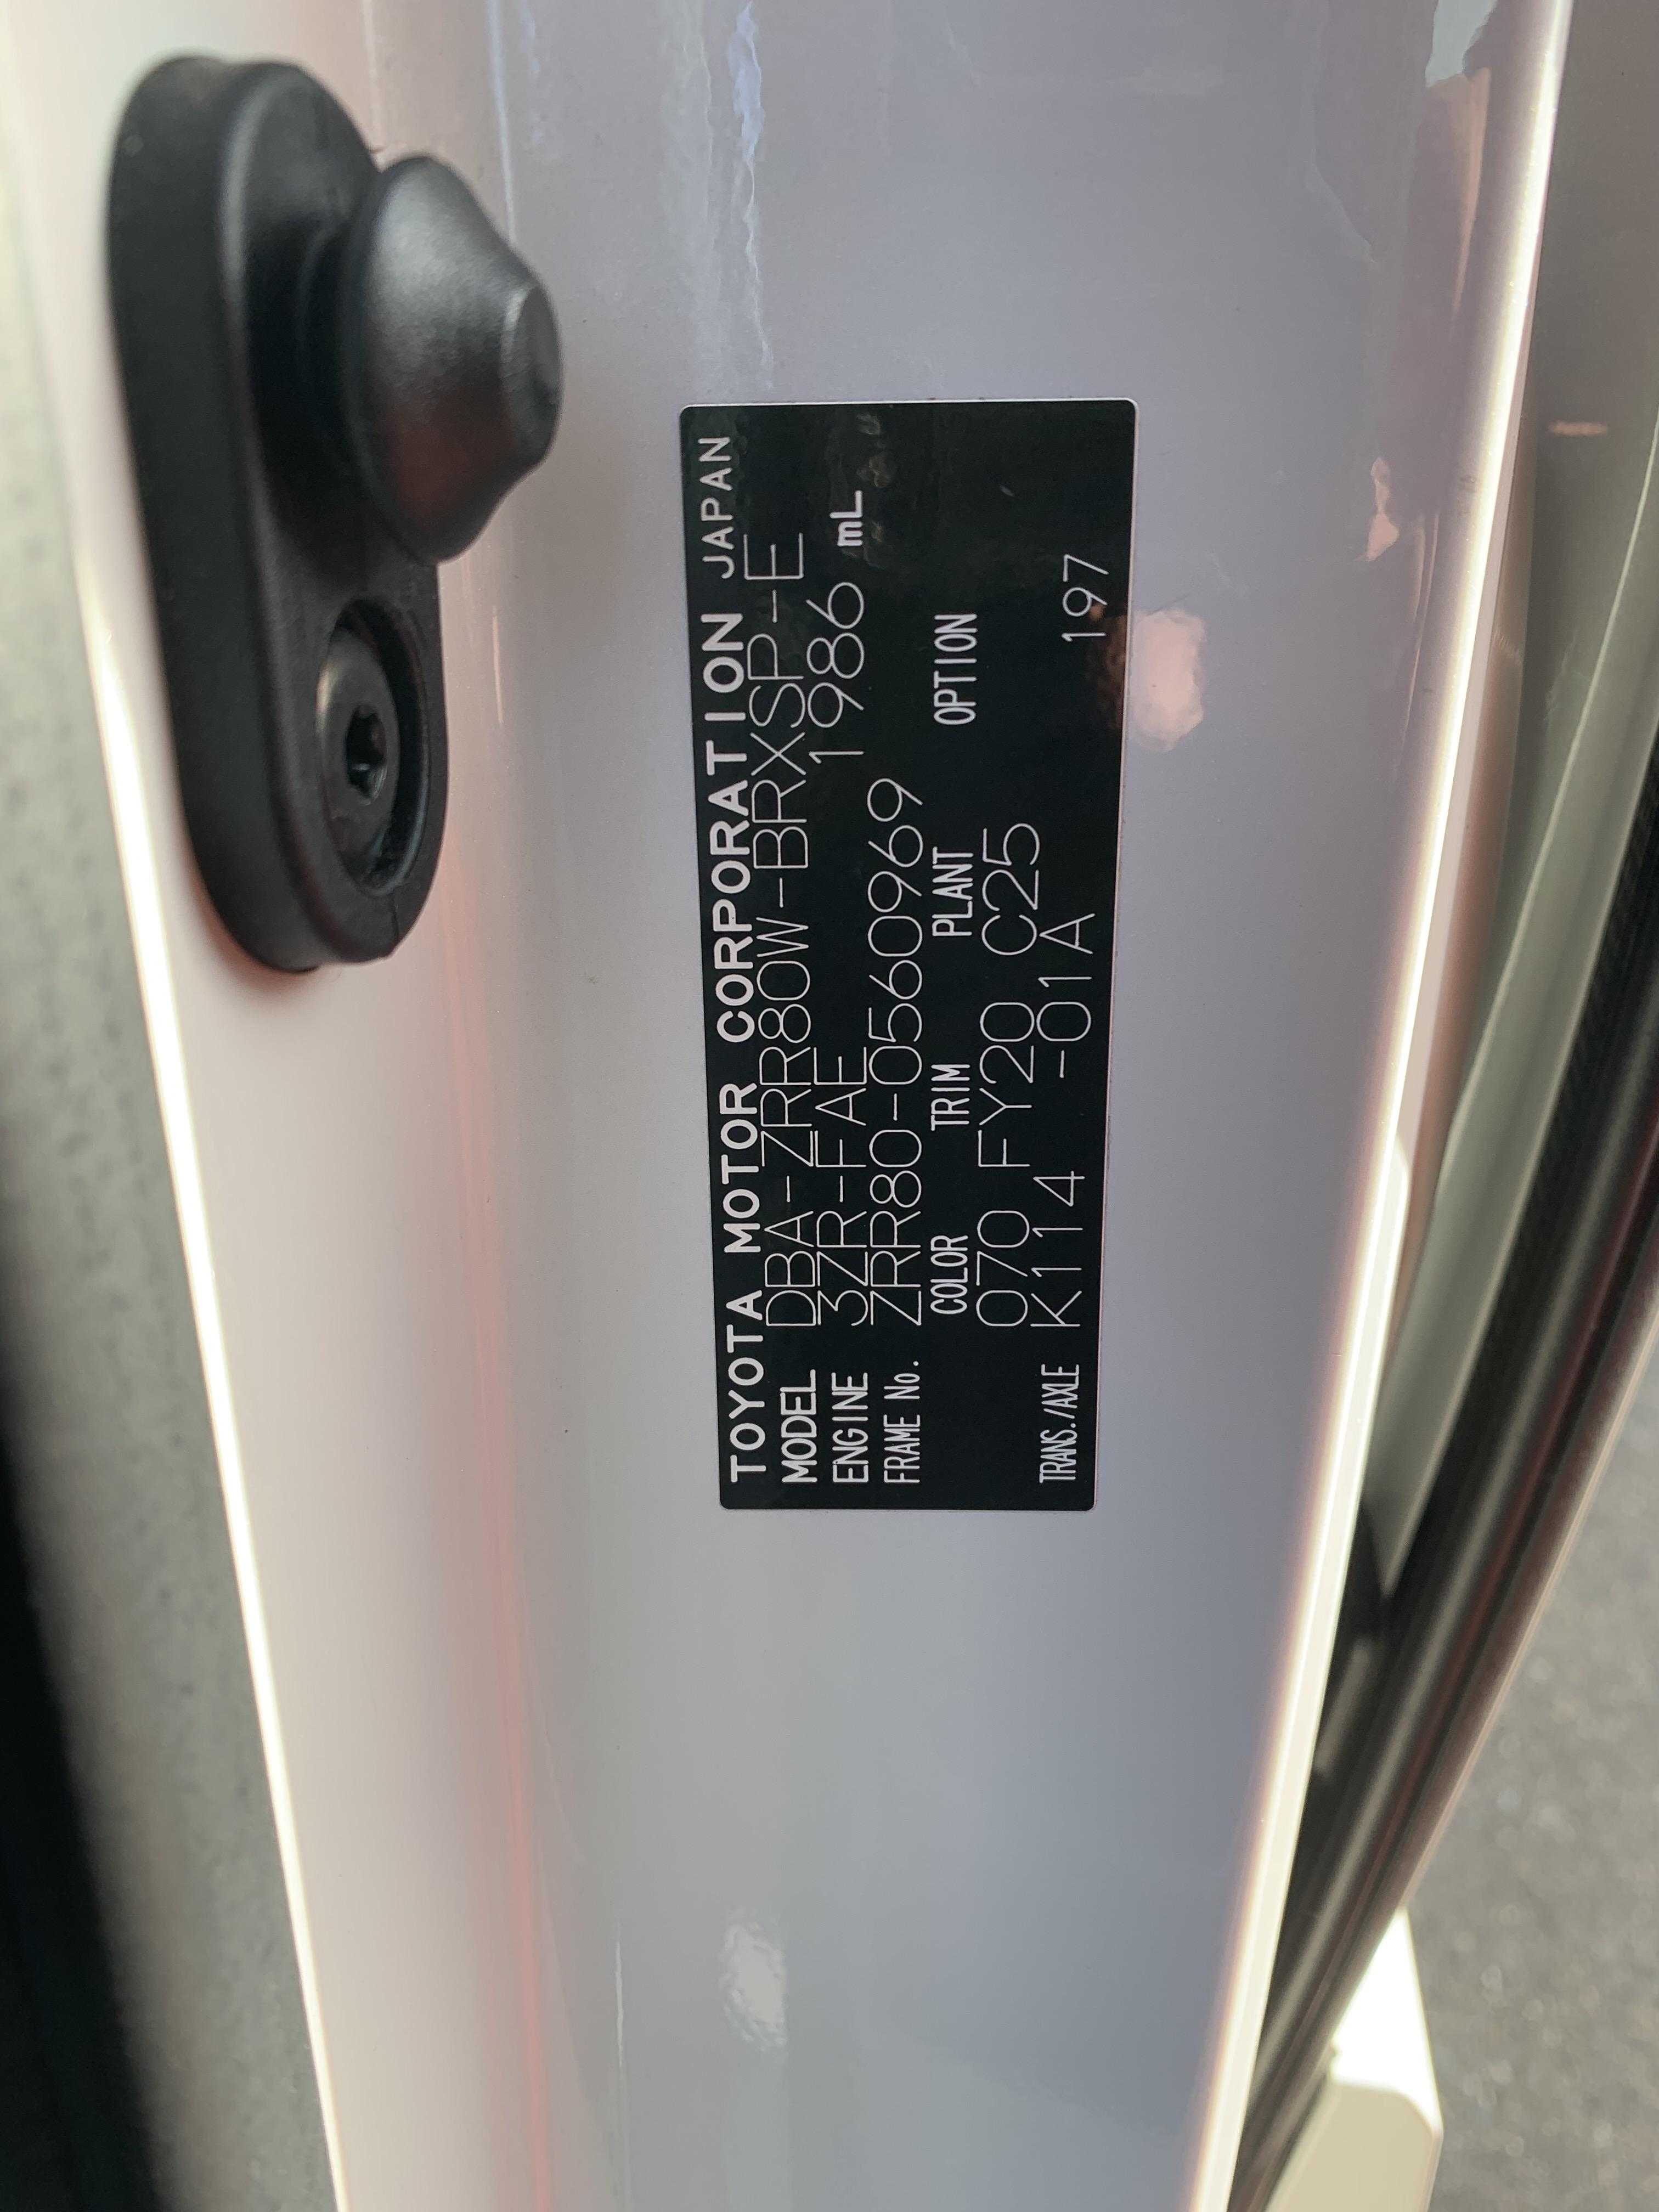 TOYOTA MOTOR CORPORATION JAPAN
MODEL DBA-ZRR80W-BRXSP-E
ENGINE 3ZR-FAE 1986 mL
FRAME No. ZRR80-0560969
COLOR TRIM PLANT OPTION
070 FY20 C25
TRANS./AXLE K114 -01A 197